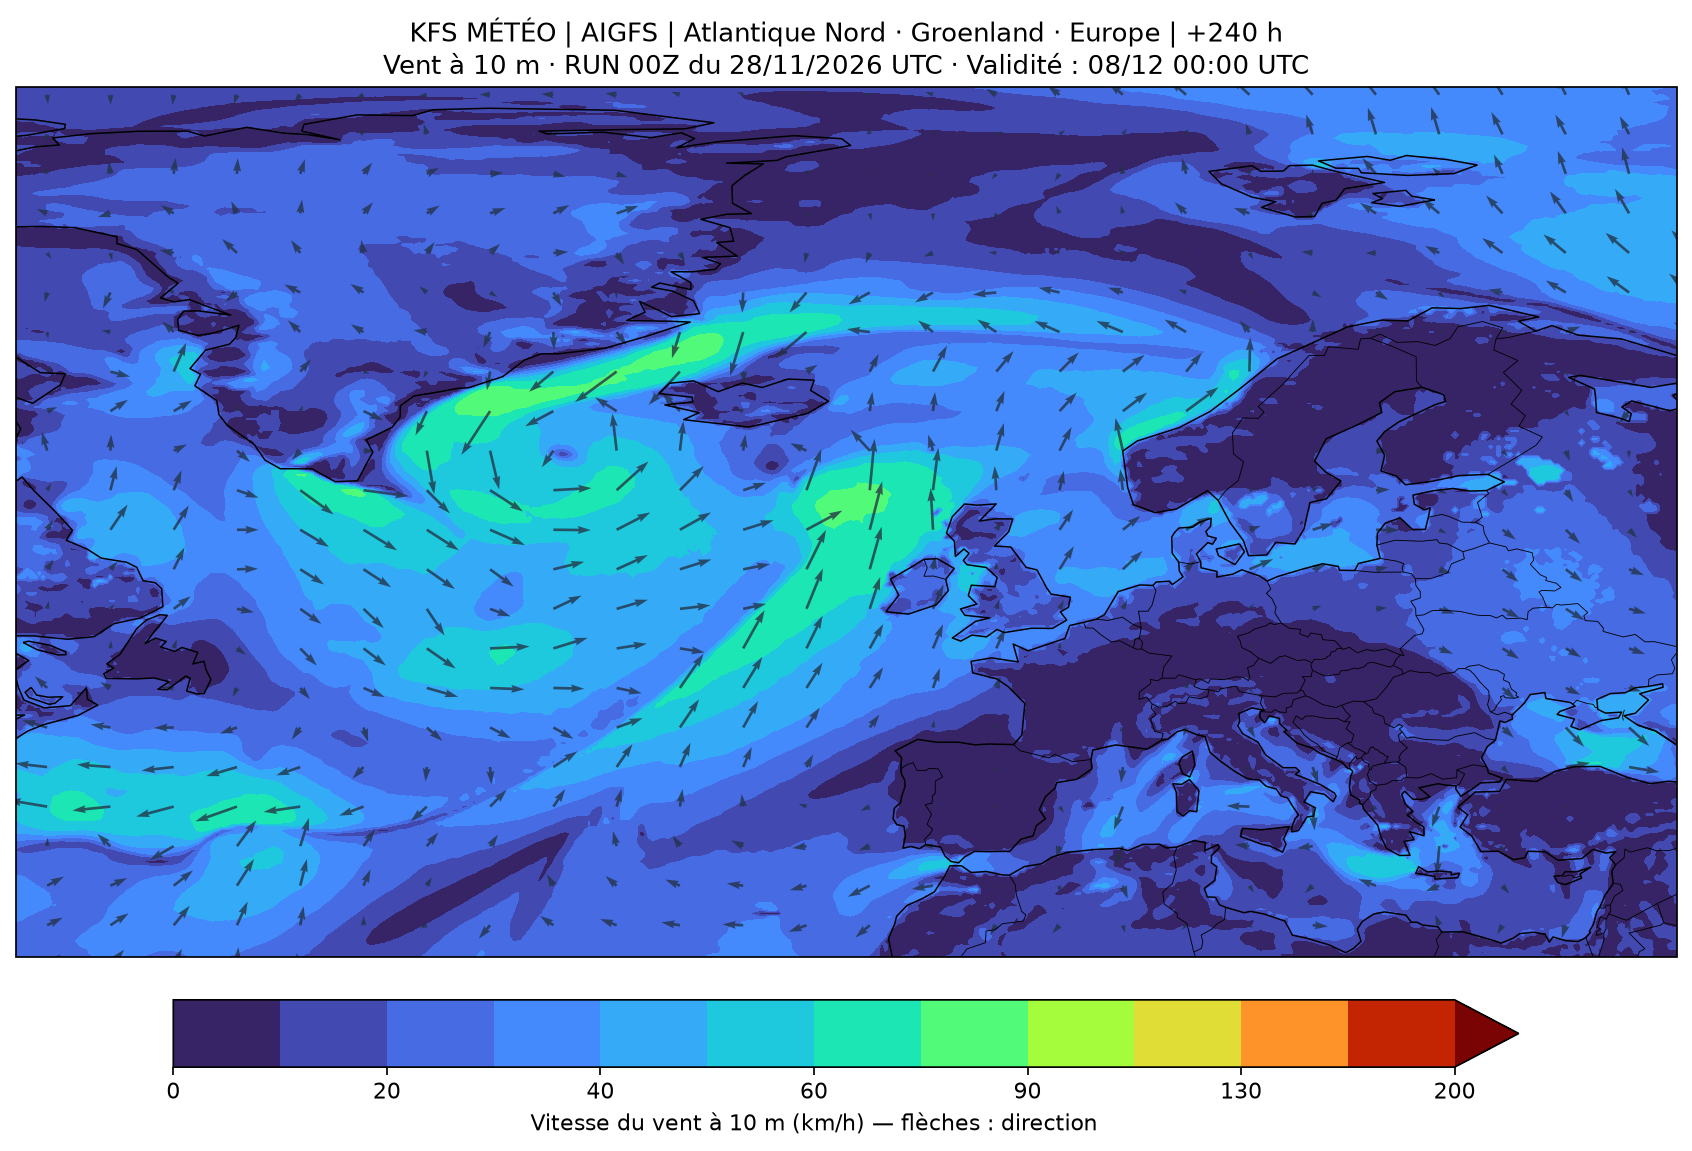 KFS MÉTÉO | AIGFS | Atlantique Nord · Groenland · Europe | +240 h
Vent à 10 m · RUN 00Z du 28/11/2026 UTC · Validité : 08/12 00:00 UTC
0 20 40 60 90 130 200
Vitesse du vent à 10 m (km/h) — flèches : direction